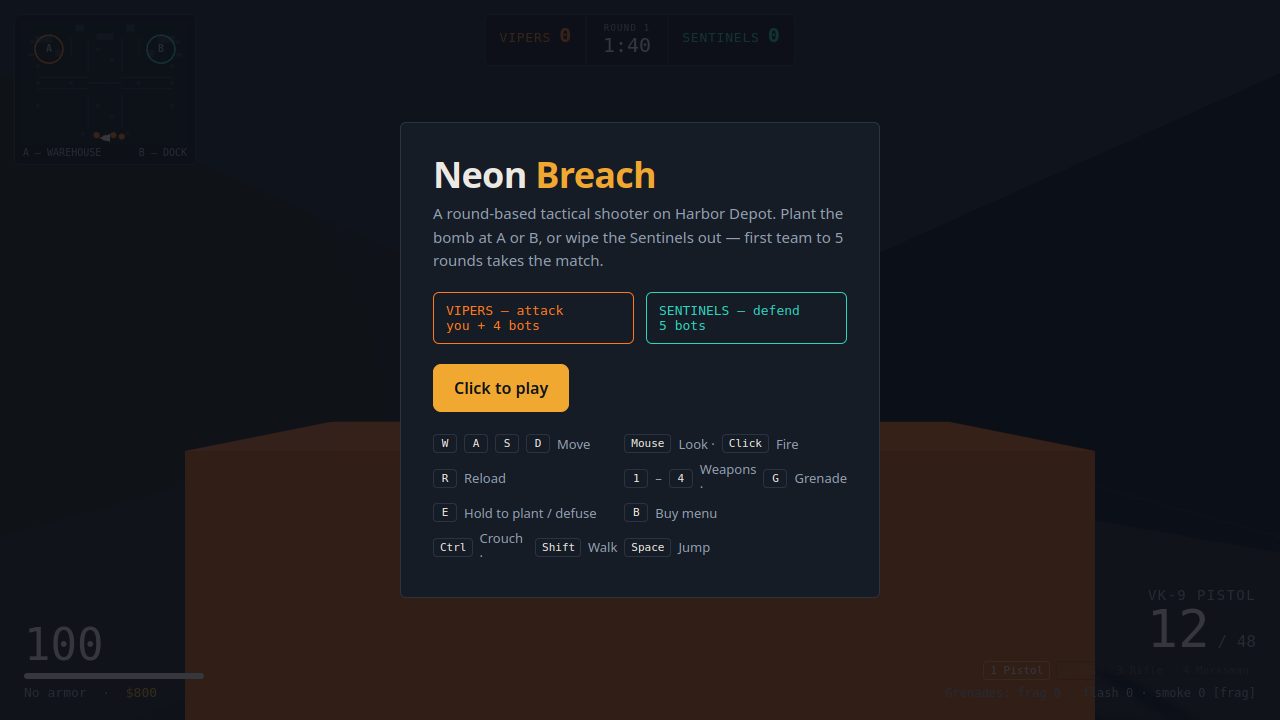 A
B
A — WAREHOUSE
B — DOCK
VIPERS 0
ROUND 1
1:40
SENTINELS 0
Neon Breach
A round-based tactical shooter on Harbor Depot. Plant the
bomb at A or B, or wipe the Sentinels out — first team to 5
rounds takes the match.
VIPERS — attack
you + 4 bots
SENTINELS — defend
5 bots
Click to play
W A S D Move
Mouse Look · Click Fire
R Reload
1 – 4 Weapons · G Grenade
E Hold to plant / defuse
B Buy menu
Ctrl Crouch · Shift Walk
Space Jump
100
No armor · $800
VK-9 PISTOL
12 / 48
1 Pistol 3 Rifle 4 Marksman
Grenades: frag 0 · flash 0 · smoke 0 [frag]